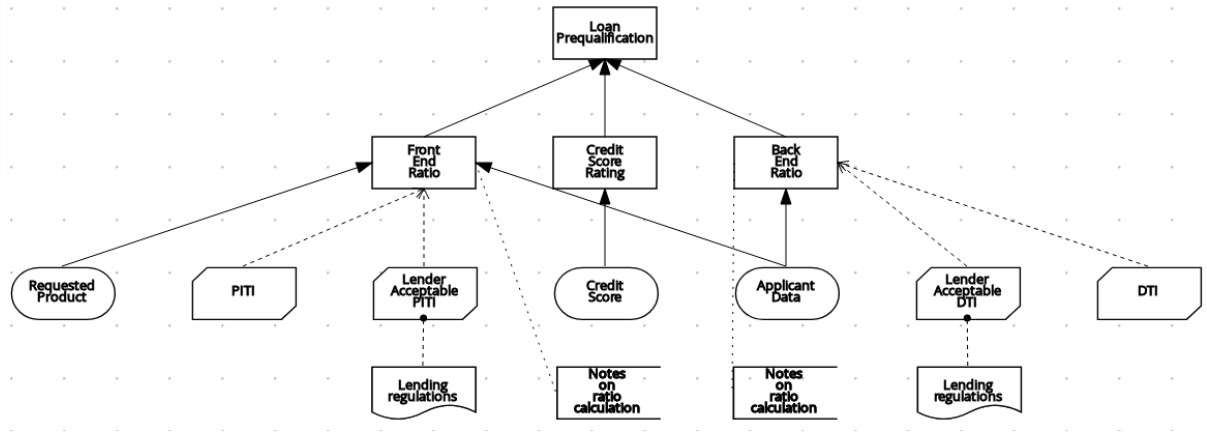 Loan
Prequalification
Front
End
Ratio
Credit
Score
Rating
Back
End
Ratio
Requested
Product
PITI
Lender
Acceptable
PITI
Credit
Score
Applicant
Data
Lender
Acceptable
DTI
DTI
Lending
regulations
Notes
on
ratio
calculation
Notes
on
ratio
calculation
Lending
regulations